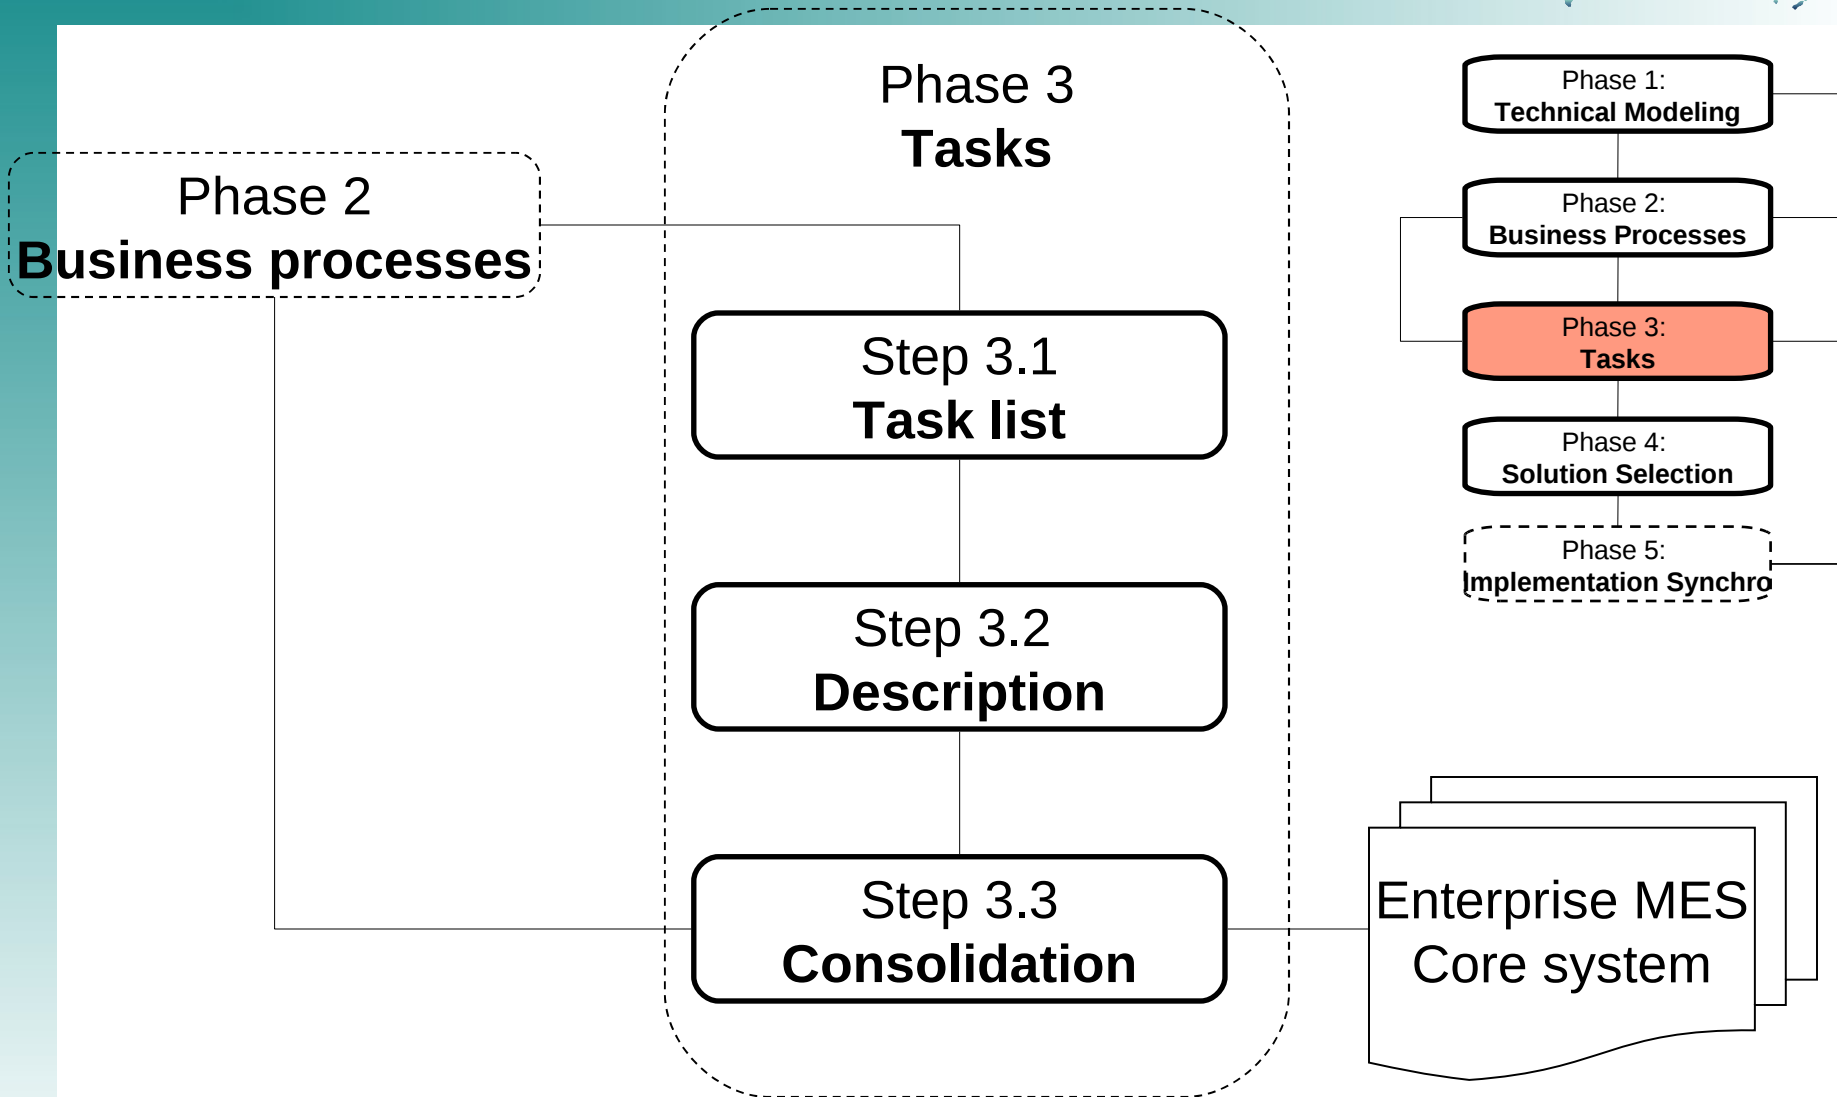 Phase 3
Tasks
Phase 2
Business processes
Step 3.1
Task list
Step 3.2
Description
Step 3.3
Consolidation
Phase 1:
Technical Modeling
Phase 2:
Business Processes
Phase 3:
Tasks
Phase 4:
Solution Selection
Phase 5:
Implementation Synchro
Enterprise MES
Core system